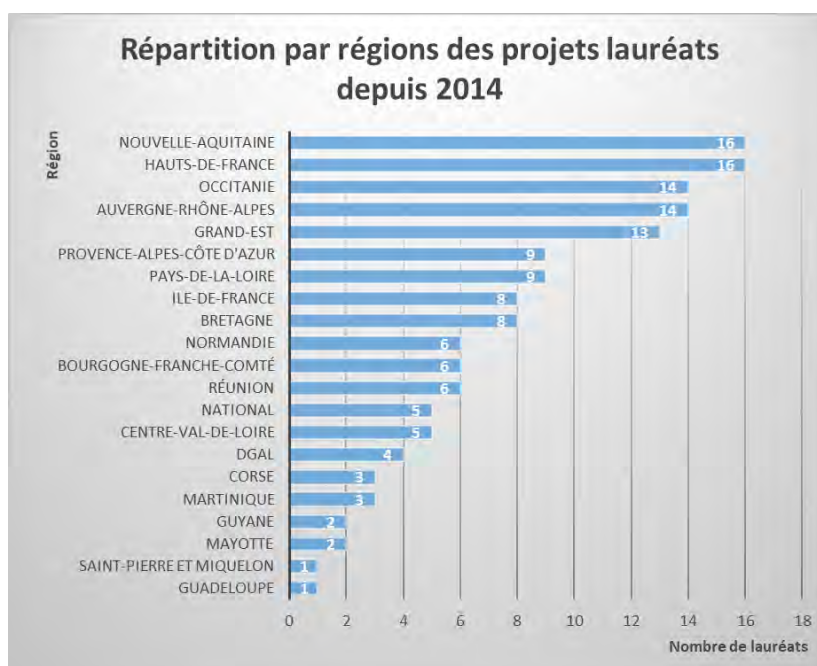 Répartition par régions des projets lauréats
depuis 2014
Région
NOUVELLE-AQUITAINE 16
HAUTS-DE-FRANCE 16
OCCITANIE 14
AUVERGNE-RHÔNE-ALPES 14
GRAND-EST 13
PROVENCE-ALPES-CÔTE D'AZUR 9
PAYS-DE-LA-LOIRE 9
ILE-DE-FRANCE 8
BRETAGNE 8
NORMANDIE 6
BOURGOGNE-FRANCHE-COMTÉ 6
RÉUNION 6
NATIONAL 5
CENTRE-VAL-DE-LOIRE 5
DGAL 4
CORSE 3
MARTINIQUE 3
GUYANE 2
MAYOTTE 2
SAINT-PIERRE ET MIQUELON 1
GUADELOUPE 1
0 2 4 6 8 10 12 14 16 18
Nombre de lauréats